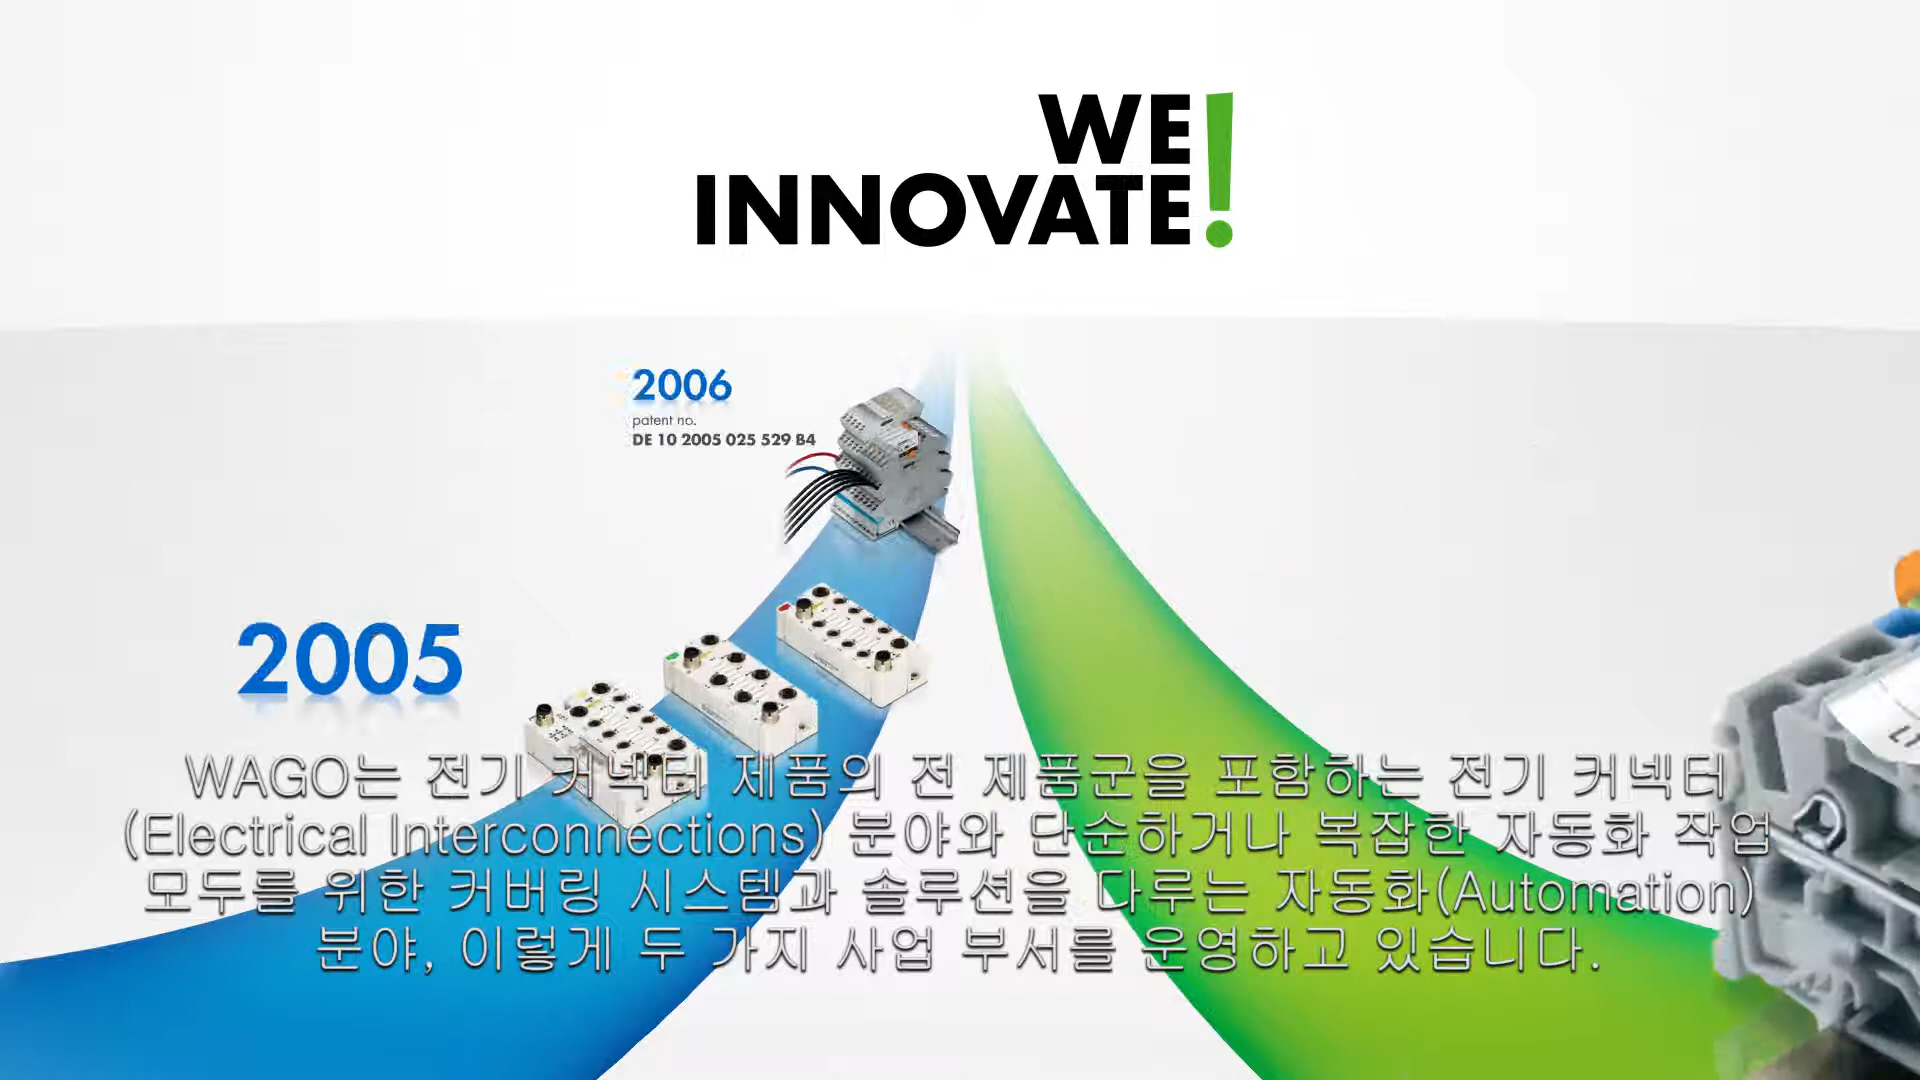 WE
INNOVATE!
2006
patent no.
DE 10 2005 025 529 B4
2005
WAGO는 전기 커넥터 제품의 전 제품군을 포함하는 전기 커넥터
(Electrical Interconnections) 분야와 단순하거나 복잡한 자동화 작업
모두를 위한 커버링 시스템과 솔루션을 다루는 자동화(Automation)
분야, 이렇게 두 가지 사업 부서를 운영하고 있습니다.